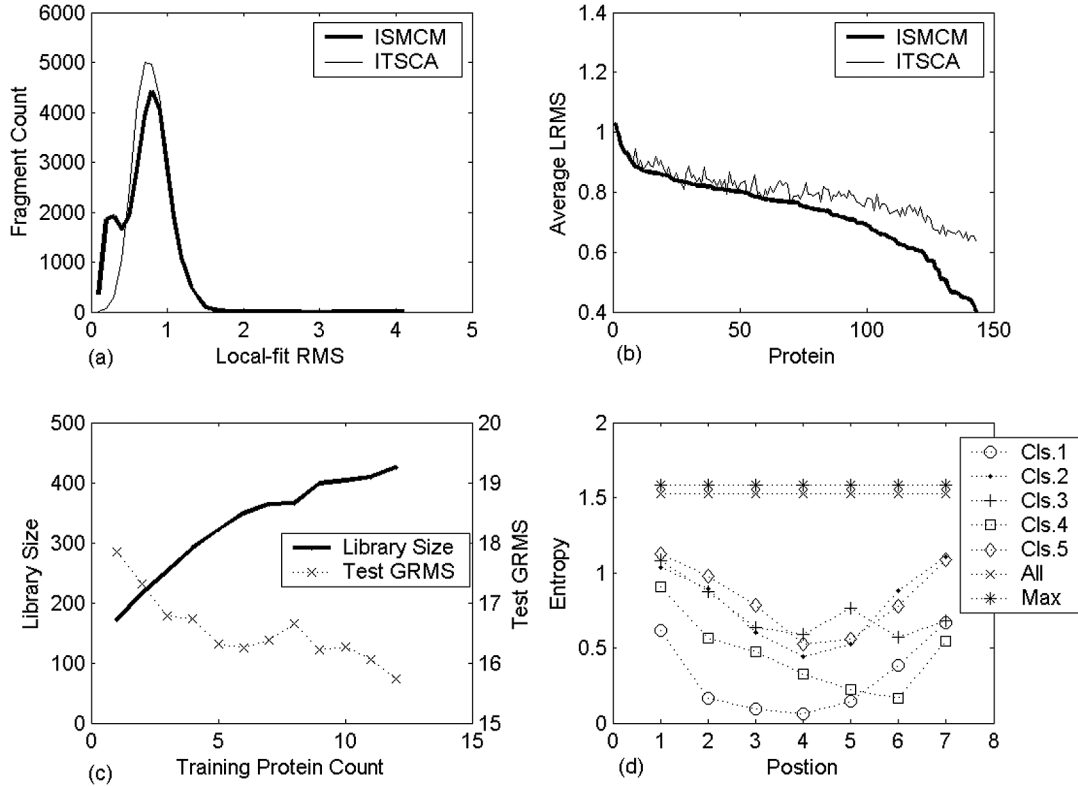 6000
5000
4000
3000
2000
1000
0
Fragment Count
ISMCM
ITSCA
0 1 2 3 4 5
Local-fit RMS
(a)
1.4
1.2
1
0.8
0.6
0.4
Average LRMS
ISMCM
ITSCA
0 50 100 150
Protein
(b)
500
400
300
200
100
0
Library Size
Library Size
Test GRMS
20
19
18
17
16
15
Test GRMS
0 5 10 15
Training Protein Count
(c)
2
1.5
1
0.5
0
Entropy
Cls.1
Cls.2
Cls.3
Cls.4
Cls.5
All
Max
0 1 2 3 4 5 6 7 8
Postion
(d)